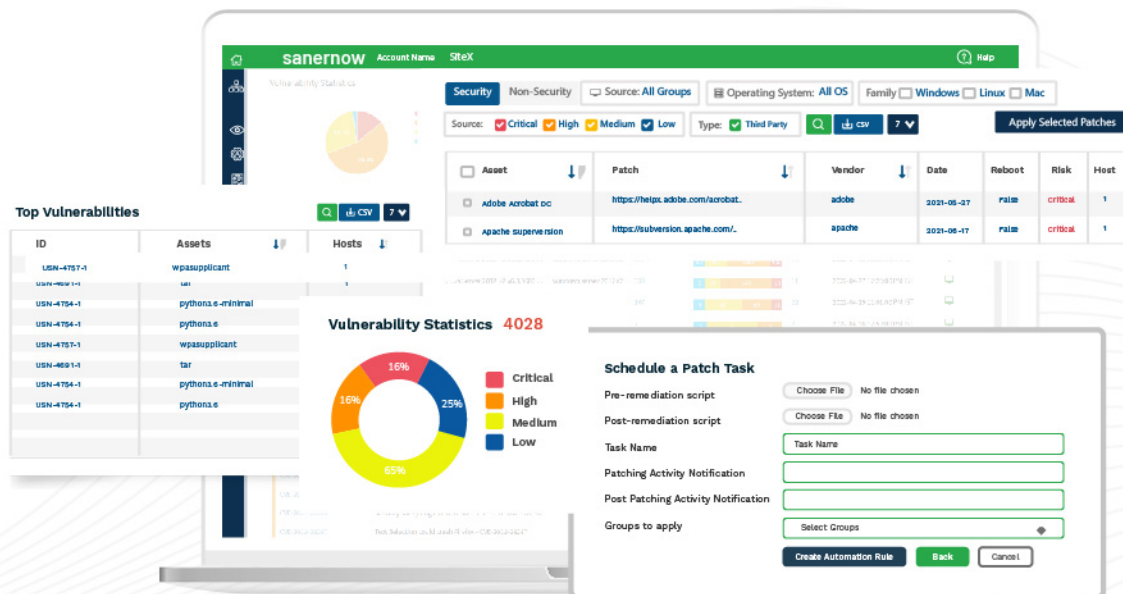 sanernow Account Name SiteX Help
Vulnerability Statistics
Security Non-Security Source: All Groups Operating System: All OS Family Windows Linux Mac
Source: Critical High Medium Low Type: Third Party CSV 7 Apply Selected Patches
Asset Patch Vendor Date Reboot Risk Host
Adobe Acrobat DC https://helpx.adobe.com/acrobat.. adobe 2021-05-27 False critical 1
Apache Superversion https://subversion.apache.com/.. apache 2021-06-17 False critical 1
Top Vulnerabilities CSV 7
ID Assets Hosts
USN-4757-1 wpasupplicant 1
USN-4691-1 tar 1
USN-4754-1 python3.6-minimal
USN-4754-1 python3.6
USN-4757-1 wpasupplicant
USN-4691-1 tar
USN-4754-1 python3.6-minimal
USN-4754-1 python3.6
Vulnerability Statistics 4028
16%
16%
25%
65%
Critical
High
Medium
Low
Schedule a Patch Task
Pre-remediation script Choose File No file chosen
Post-remediation script Choose File No file chosen
Task Name Task Name
Patching Activity Notification
Post Patching Activity Notification
Groups to apply Select Groups
Create Automation Rule Back Cancel